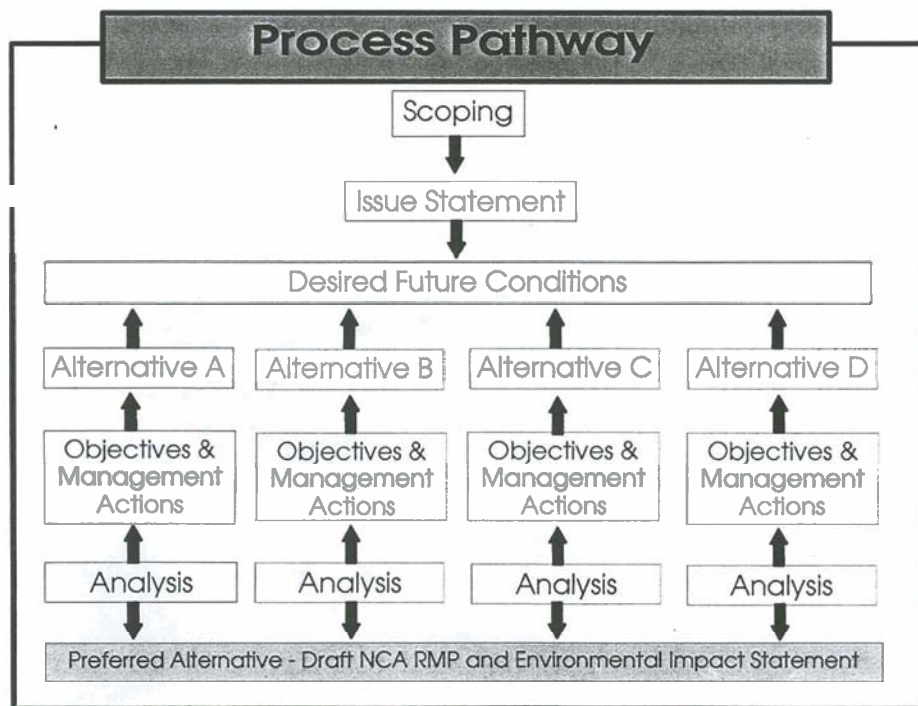 Process Pathway
Scoping
Issue Statement
Desired Future Conditions
Alternative A
Alternative B
Alternative C
Alternative D
Objectives &
Management
Actions
Objectives &
Management
Actions
Objectives &
Management
Actions
Objectives &
Management
Actions
Analysis
Analysis
Analysis
Analysis
Preferred Alternative - Draft NCA RMP and Environmental Impact Statement